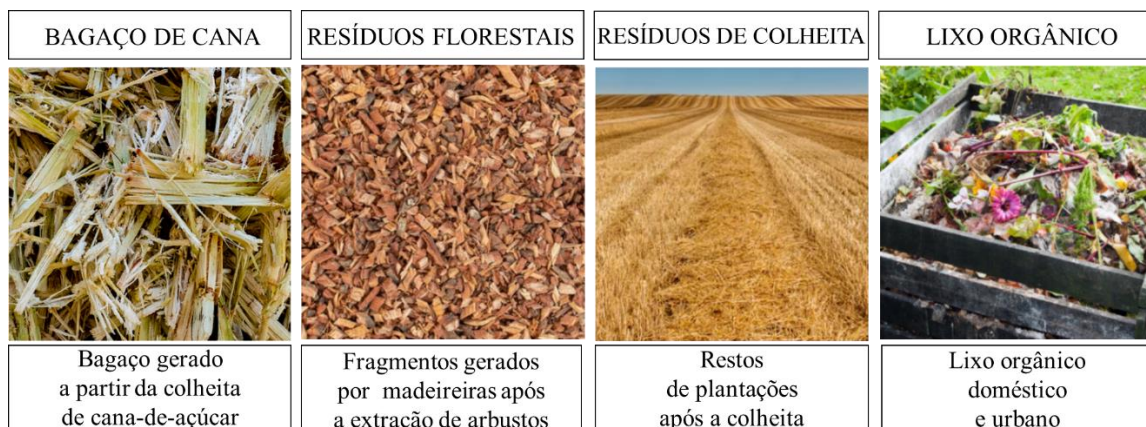 BAGAÇO DE CANA
RESÍDUOS FLORESTAIS
RESÍDUOS DE COLHEITA
LIXO ORGÂNICO
Bagaço gerado
a partir da colheita
de cana-de-açúcar
Fragmentos gerados
por madeireiras após
a extração de arbustos
Restos
de plantações
após a colheita
Lixo orgânico
doméstico
e urbano